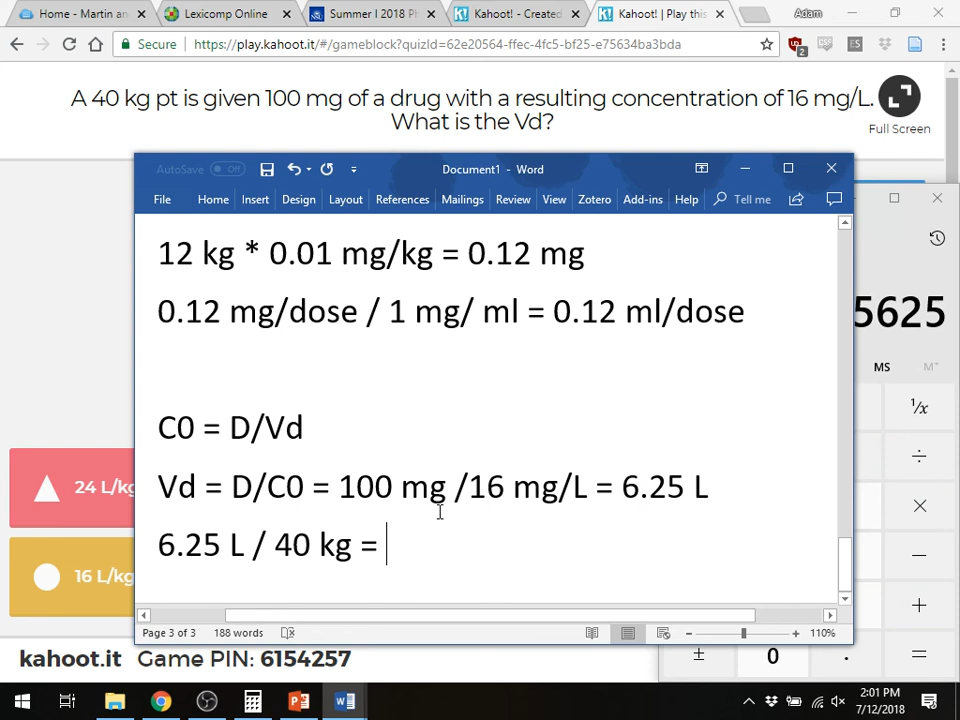 Home - Martin and
Lexicomp Online
Summer I 2018 Ph
Kahoot! - Created
Kahoot! | Play this
Adam
Secure
https://play.kahoot.it/#/gameblock?quizId=62e20564-ffec-4fc5-bf25-e75634ba3bda
2
ES
A 40 kg pt is given 100 mg of a drug with a resulting concentration of 16 mg/L.
What is the Vd?
Full Screen
AutoSave
Off
Document1 - Word
File Home Insert Design Layout References Mailings Review View Zotero Add-ins Help Tell me
12 kg * 0.01 mg/kg = 0.12 mg
0.12 mg/dose / 1 mg/ ml = 0.12 ml/dose
5625
MS M
1/x
C0 = D/Vd
÷
24 L/kg
Vd = D/C0 = 100 mg /16 mg/L = 6.25 L
×
6.25 L / 40 kg =
−
16 L/kg
+
Page 3 of 3
188 words
110%
kahoot.it Game PIN: 6154257
± 0 . =
2:01 PM
7/12/2018